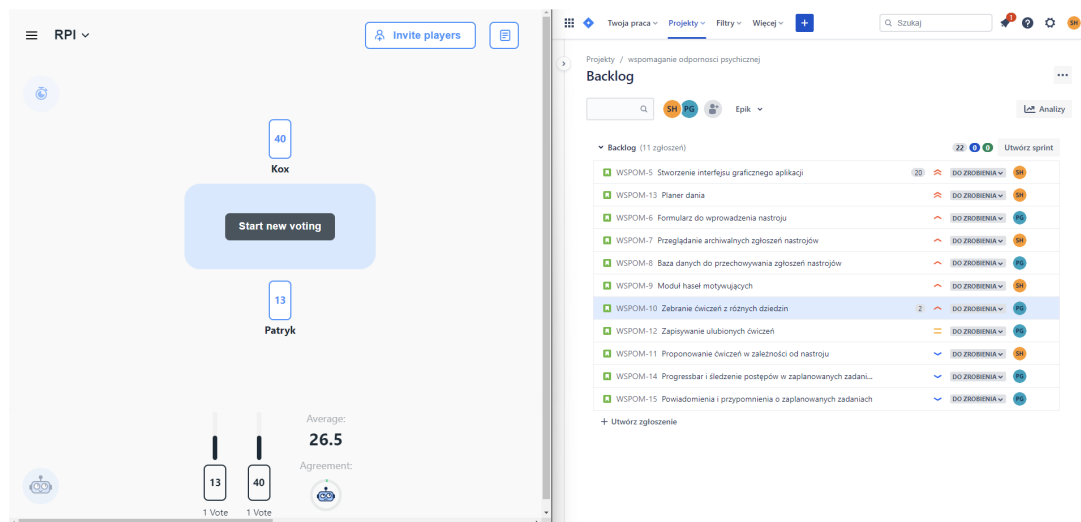 RPI
Invite players
40
Kox
Start new voting
13
Patryk
Average:
26.5
Agreement:
13
40
1 Vote
1 Vote
Twoja praca
Projekty
Filtry
Więcej
+
Szukaj
1
?
SH
Projekty / wspomaganie odpornosci psychicznej
Backlog
SH PG
Epik
Analizy
Backlog (11 zgłoszeń)
22 0 0 Utwórz sprint
WSPOM-5 Stworzenie interfejsu graficznego aplikacji 20 DO ZROBIENIA SH
WSPOM-13 Planer dania DO ZROBIENIA SH
WSPOM-6 Formularz do wprowadzenia nastroju DO ZROBIENIA PG
WSPOM-7 Przeglądanie archiwalnych zgłoszeń nastrojów DO ZROBIENIA SH
WSPOM-8 Baza danych do przechowywania zgłoszeń nastrojów DO ZROBIENIA PG
WSPOM-9 Moduł haseł motywujących DO ZROBIENIA SH
WSPOM-10 Zebranie ćwiczeń z różnych dziedzin 2 DO ZROBIENIA PG
WSPOM-12 Zapisywanie ulubionych ćwiczeń DO ZROBIENIA PG
WSPOM-11 Proponowanie ćwiczeń w zależności od nastroju DO ZROBIENIA SH
WSPOM-14 Progressbar i śledzenie postępów w zaplanowanych zadani... DO ZROBIENIA PG
WSPOM-15 Powiadomienia i przypomnienia o zaplanowanych zadaniach DO ZROBIENIA PG
+ Utwórz zgłoszenie